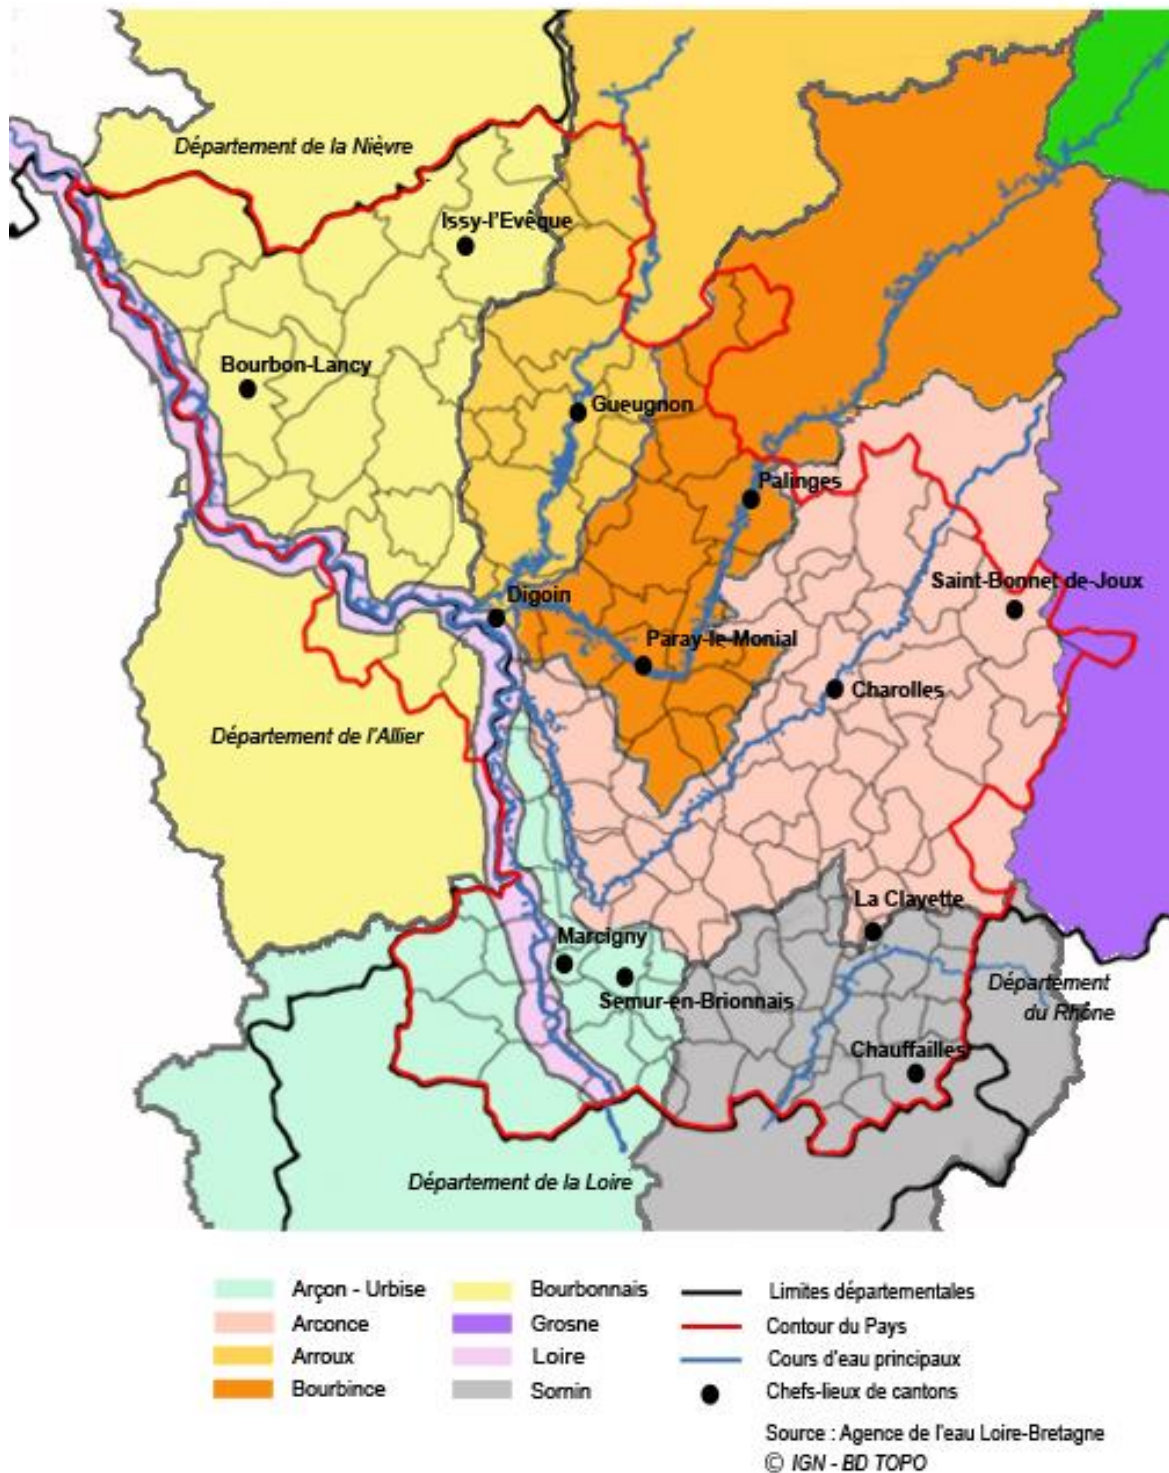 Département de la Nièvre
Issy-l'Evêque
Bourbon-Lancy
Gueugnon
Palinges
Saint-Bonnet de-Joux
Digoin
Paray-le-Monial
Charolles
Département de l'Allier
La Clayette
Marcigny
Semur-en-Brionnais
Département
du Rhône
Chauffailles
Département de la Loire
Arçon - Urbise
Arconce
Arroux
Bourbince
Bourbonnais
Grosne
Loire
Sornin
Limites départementales
Contour du Pays
Cours d'eau principaux
Chefs-lieux de cantons
Source : Agence de l'eau Loire-Bretagne
© IGN - BD TOPO